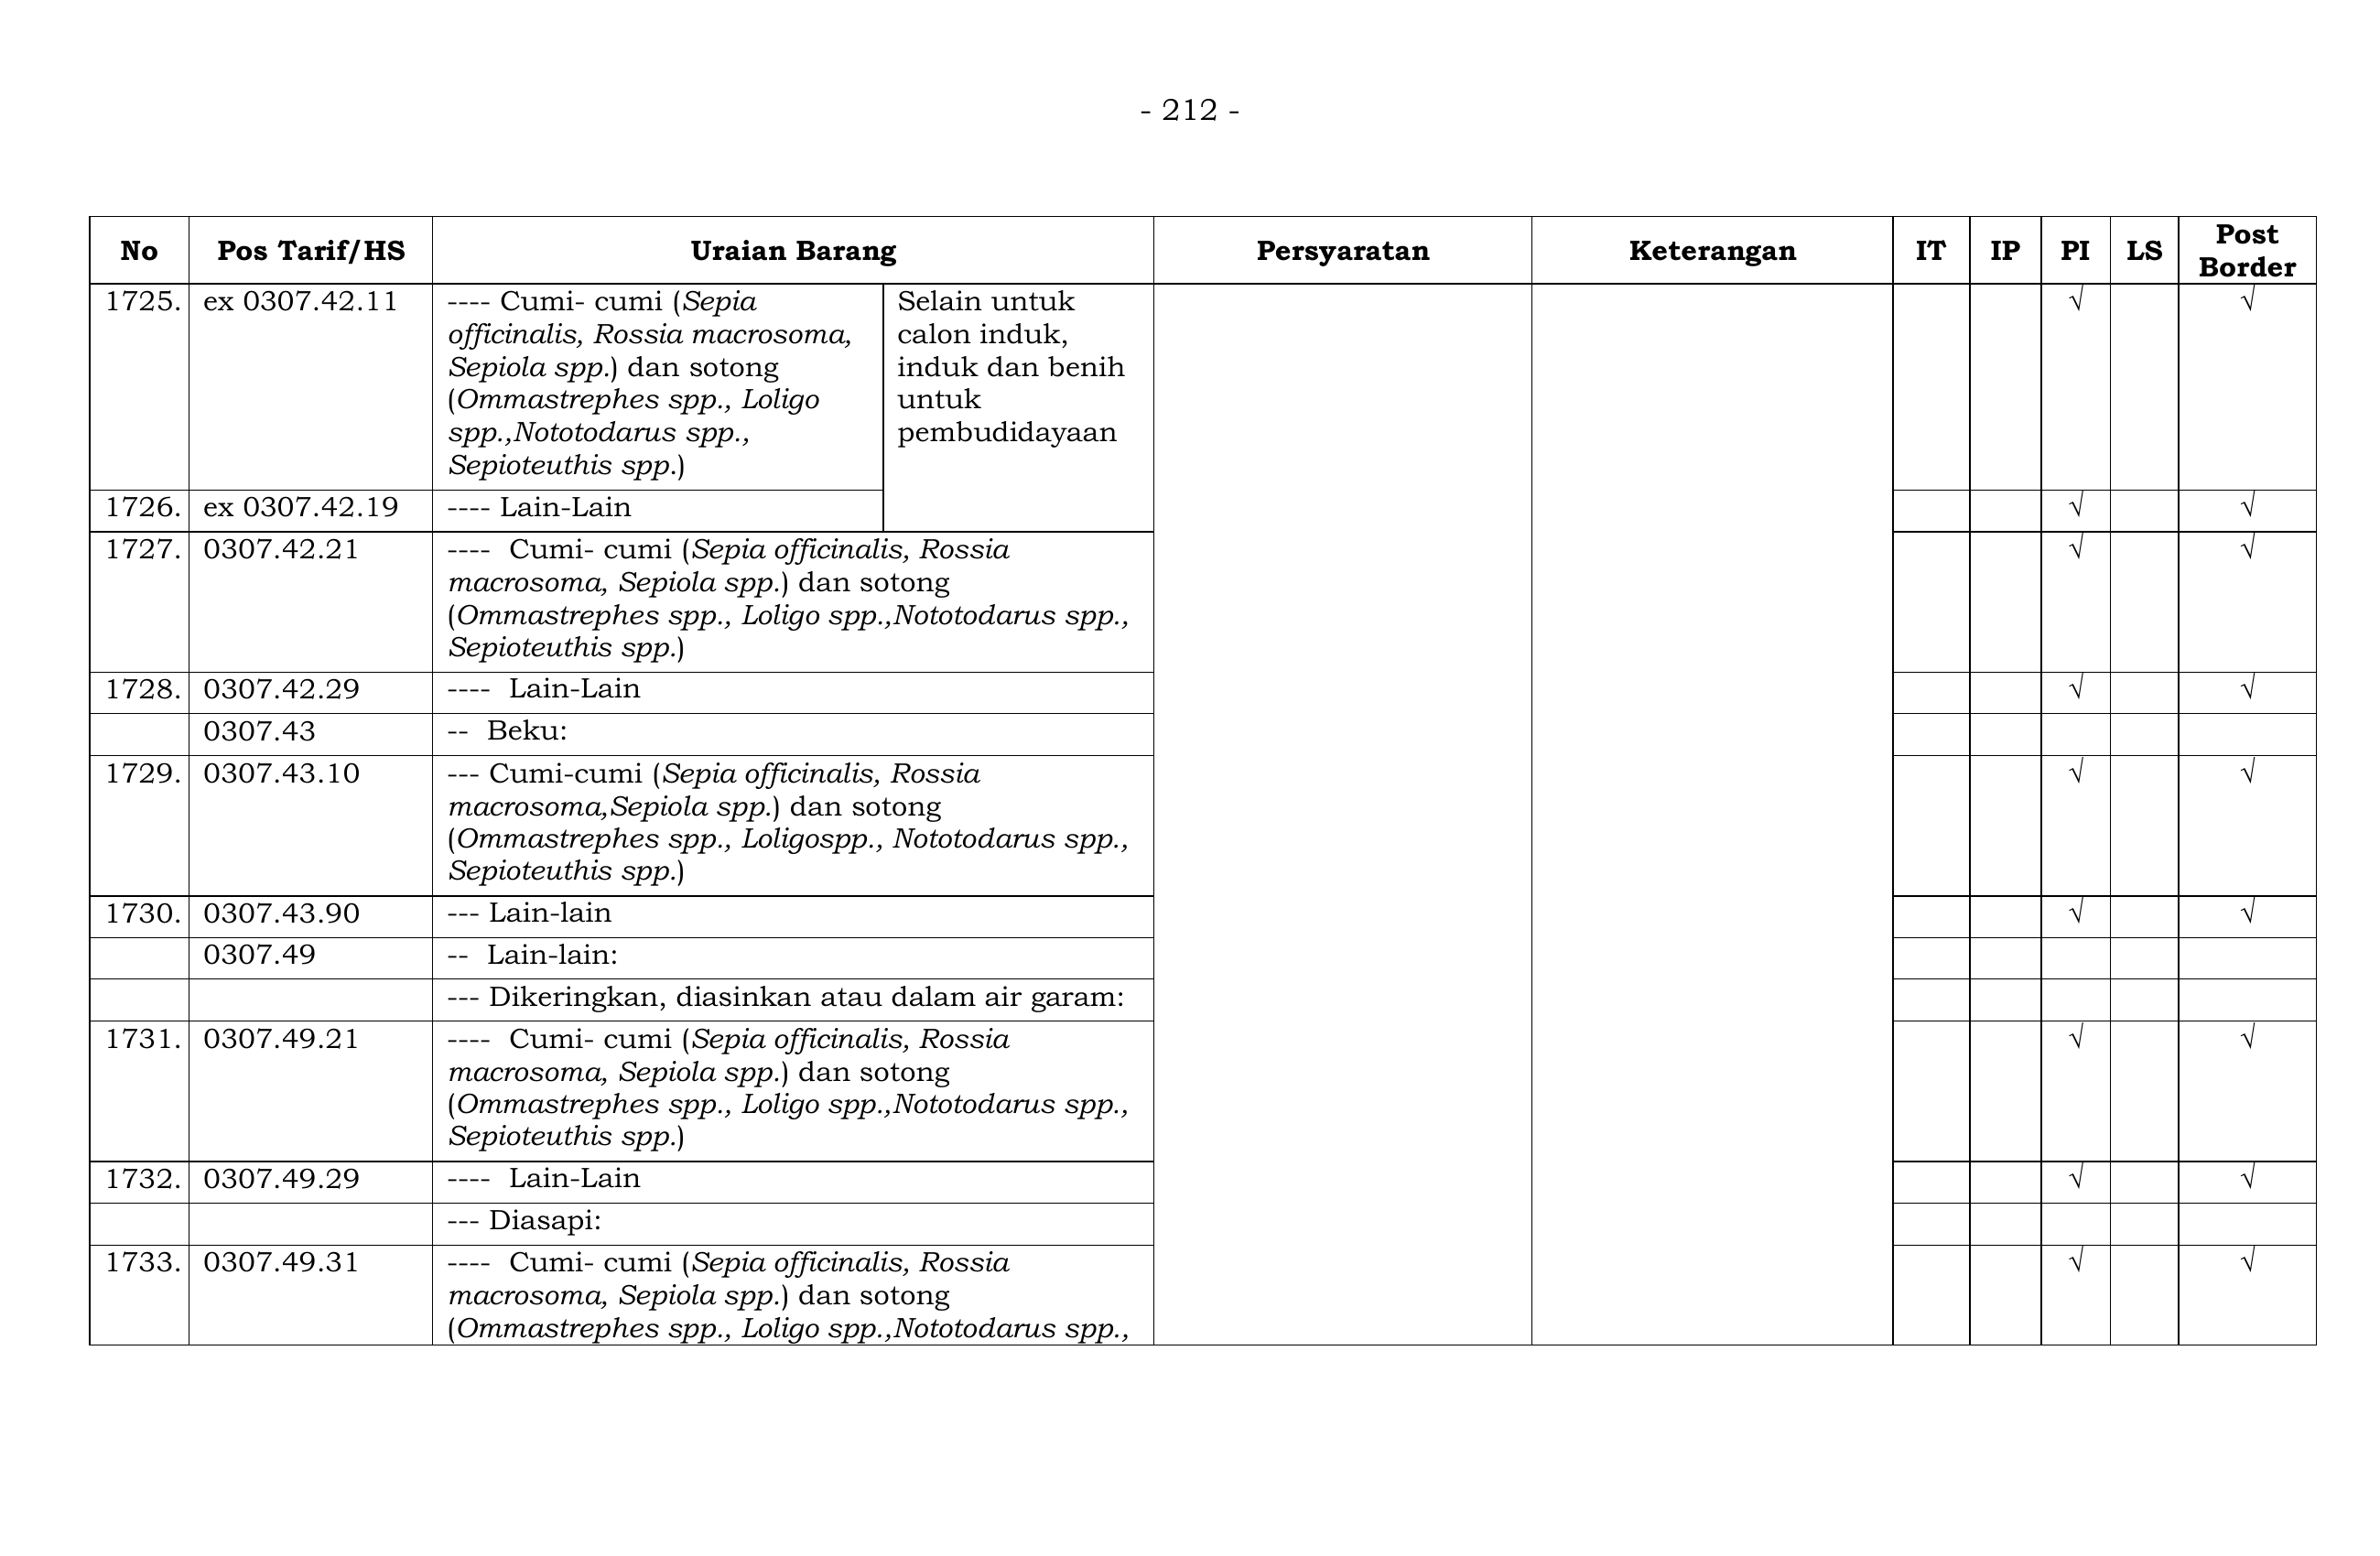 - 212 -
No Pos Tarif/HS Uraian Barang Persyaratan Keterangan IT IP PI LS Post Border
1725. ex 0307.42.11 ---- Cumi- cumi (Sepia Selain untuk √ √
officinalis, Rossia macrosoma, calon induk,
Sepiola spp.) dan sotong induk dan benih
(Ommastrephes spp., Loligo untuk
spp.,Nototodarus spp., pembudidayaan
Sepioteuthis spp.)
1726. ex 0307.42.19 ---- Lain-Lain √ √
1727. 0307.42.21 ---- Cumi- cumi (Sepia officinalis, Rossia √ √
macrosoma, Sepiola spp.) dan sotong
(Ommastrephes spp., Loligo spp.,Nototodarus spp.,
Sepioteuthis spp.)
1728. 0307.42.29 ---- Lain-Lain √ √
0307.43 -- Beku:
1729. 0307.43.10 --- Cumi-cumi (Sepia officinalis, Rossia √ √
macrosoma,Sepiola spp.) dan sotong
(Ommastrephes spp., Loligospp., Nototodarus spp.,
Sepioteuthis spp.)
1730. 0307.43.90 --- Lain-lain √ √
0307.49 -- Lain-lain:
--- Dikeringkan, diasinkan atau dalam air garam:
1731. 0307.49.21 ---- Cumi- cumi (Sepia officinalis, Rossia √ √
macrosoma, Sepiola spp.) dan sotong
(Ommastrephes spp., Loligo spp.,Nototodarus spp.,
Sepioteuthis spp.)
1732. 0307.49.29 ---- Lain-Lain √ √
--- Diasapi:
1733. 0307.49.31 ---- Cumi- cumi (Sepia officinalis, Rossia √ √
macrosoma, Sepiola spp.) dan sotong
(Ommastrephes spp., Loligo spp.,Nototodarus spp.,